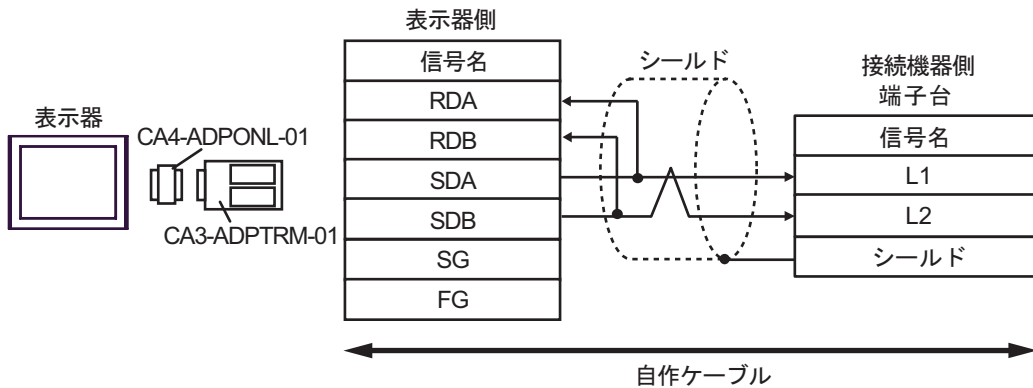 表示器
CA4-ADPONL-01
CA3-ADPTRM-01
表示器側
信号名
RDA
RDB
SDA
SDB
SG
FG
シールド
接続機器側
端子台
信号名
L1
L2
シールド
自作ケーブル